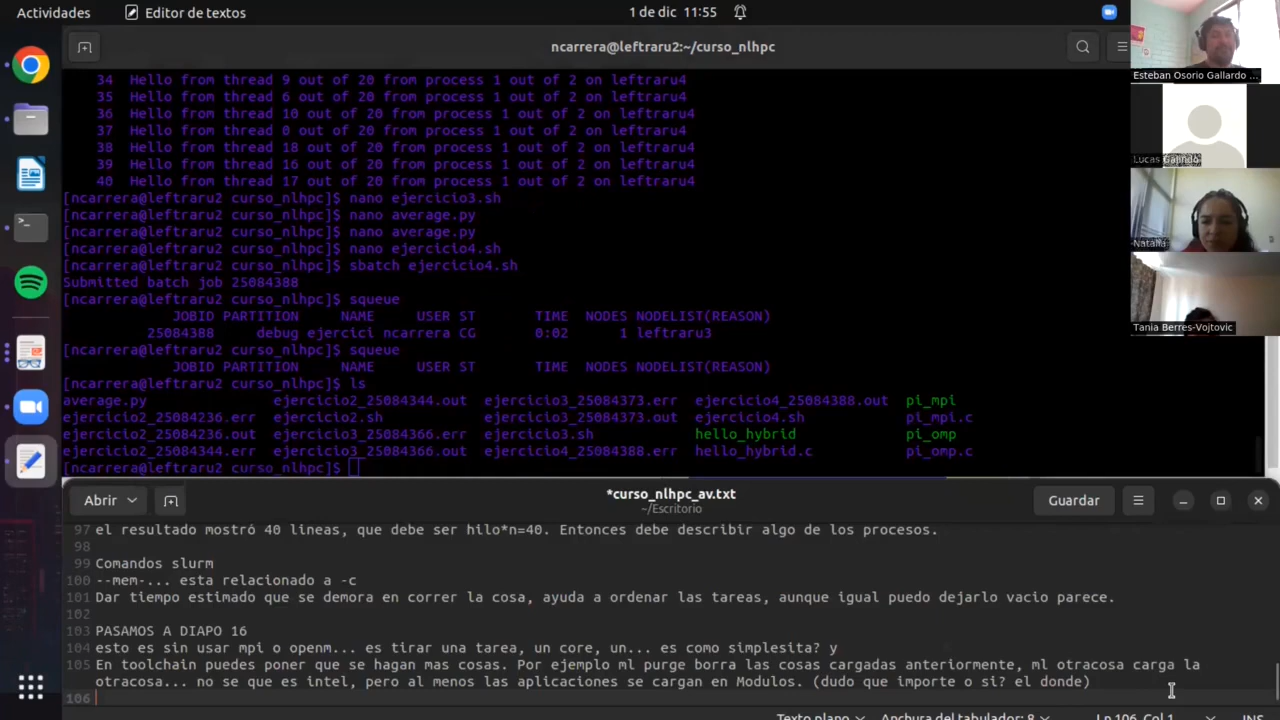 Actividades Editor de textos 1 de dic 11:55
ncarrera@leftraru2:~/curso_nlhpc
34 Hello from thread 9 out of 20 from process 1 out of 2 on leftraru4
35 Hello from thread 6 out of 20 from process 1 out of 2 on leftraru4
36 Hello from thread 10 out of 20 from process 1 out of 2 on leftraru4
37 Hello from thread 0 out of 20 from process 1 out of 2 on leftraru4
38 Hello from thread 18 out of 20 from process 1 out of 2 on leftraru4
39 Hello from thread 16 out of 20 from process 1 out of 2 on leftraru4
40 Hello from thread 17 out of 20 from process 1 out of 2 on leftraru4
[ncarrera@leftraru2 curso_nlhpc]$ nano ejercicio3.sh
[ncarrera@leftraru2 curso_nlhpc]$ nano average.py
[ncarrera@leftraru2 curso_nlhpc]$ nano average.py
[ncarrera@leftraru2 curso_nlhpc]$ nano ejercicio4.sh
[ncarrera@leftraru2 curso_nlhpc]$ sbatch ejercicio4.sh
Submitted batch job 25084388
[ncarrera@leftraru2 curso_nlhpc]$ squeue
JOBID PARTITION NAME USER ST TIME NODES NODELIST(REASON)
25084388 debug ejercici ncarrera CG 0:02 1 leftraru3
[ncarrera@leftraru2 curso_nlhpc]$ squeue
JOBID PARTITION NAME USER ST TIME NODES NODELIST(REASON)
[ncarrera@leftraru2 curso_nlhpc]$ ls
average.py ejercicio2_25084344.out ejercicio3_25084373.err ejercicio4_25084388.out pi_mpi
ejercicio2_25084236.err ejercicio2.sh ejercicio3_25084373.out ejercicio4.sh pi_mpi.c
ejercicio2_25084236.out ejercicio3_25084366.err ejercicio3.sh hello_hybrid pi_omp
ejercicio2_25084344.err ejercicio3_25084366.out ejercicio4_25084388.err hello_hybrid.c pi_omp.c
[ncarrera@leftraru2 curso_nlhpc]$
Esteban Osorio Gallardo ...
Lucas Galindo
Natalia
Tania Berres-Vojtovic
Abrir *curso_nlhpc_av.txt Guardar
~/Escritorio
97 el resultado mostró 40 lineas, que debe ser hilo*n=40. Entonces debe describir algo de los procesos.
98
99 Comandos slurm
100 --mem-... esta relacionado a -c
101 Dar tiempo estimado que se demora en correr la cosa, ayuda a ordenar las tareas, aunque igual puedo dejarlo vacio parece.
102
103 PASAMOS A DIAPO 16
104 esto es sin usar mpi o openm... es tirar una tarea, un core, un... es como simplesita? y
105 En toolchain puedes poner que se hagan mas cosas. Por ejemplo ml purge borra las cosas cargadas anteriormente, ml otracosa carga la
otracosa... no se que es intel, pero al menos las aplicaciones se cargan en Modulos. (dudo que importe o si? el donde)
106
Texto plano Anchura del tabulador: 8 Ln 106, Col 1 INS